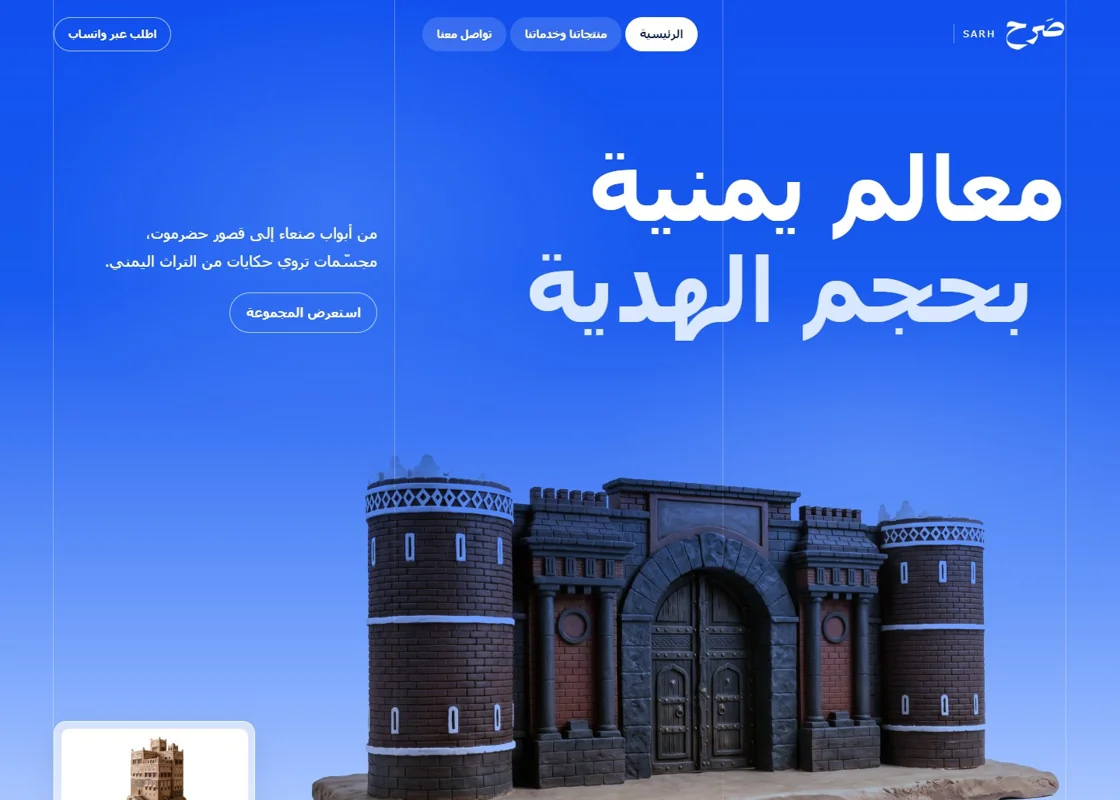 صَرح
SARH
الرئيسية
منتجاتنا وخدماتنا
تواصل معنا
اطلب عبر واتساب
معالم يمنية
بحجم الهدية
من أبواب صنعاء إلى قصور حضرموت،
مجسّمات تروي حكايات من التراث اليمني.
استعرض المجموعة